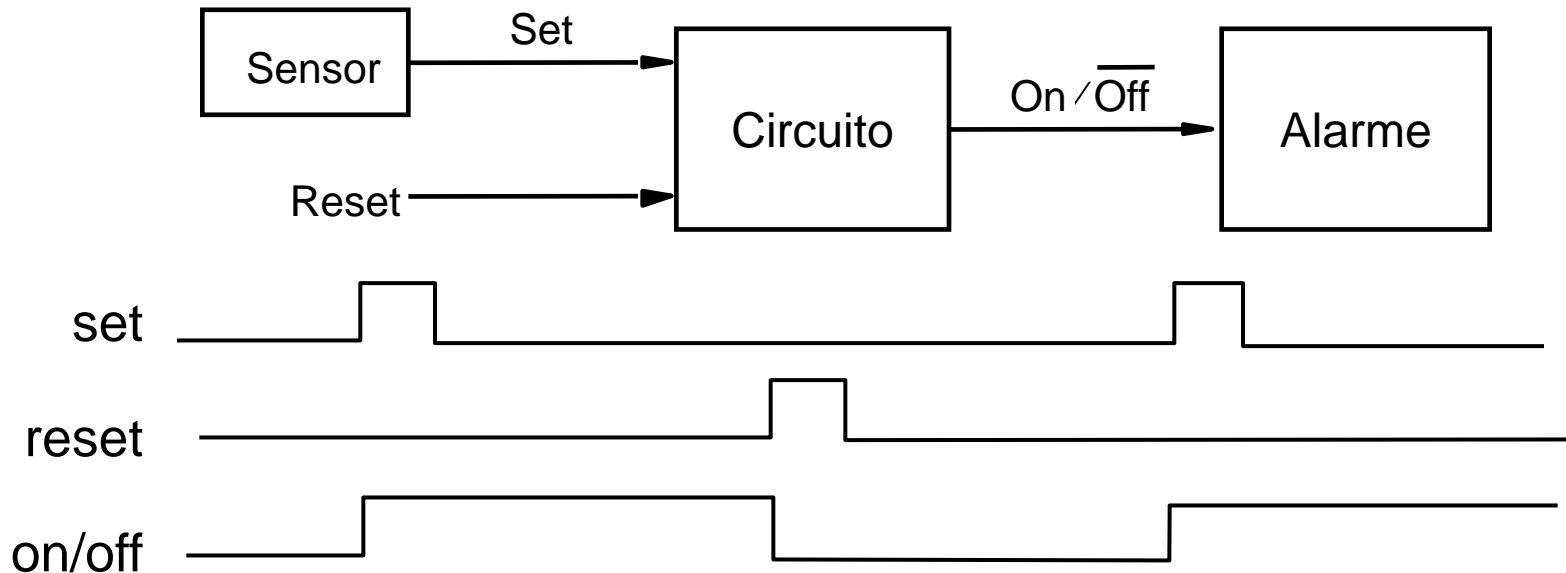 Set
Sensor
On/Off
Circuito
Alarme
Reset
set
reset
on/off